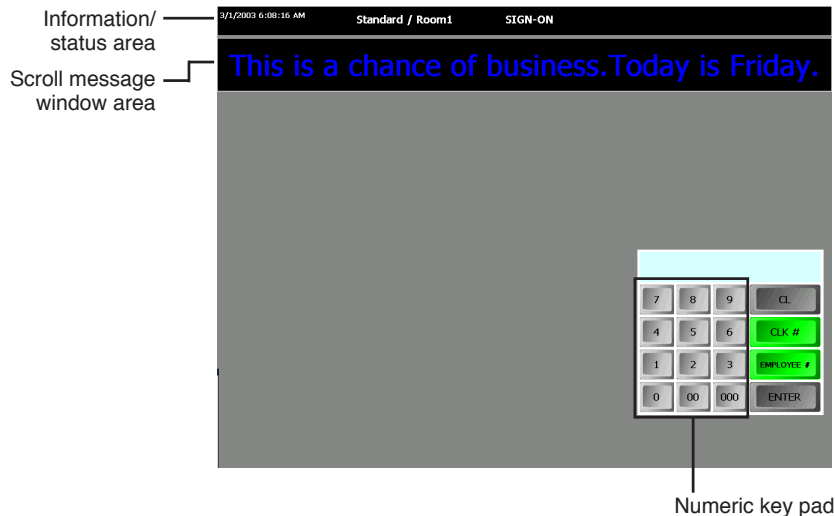 Information/
status area
3/1/2003 6:08:16 AM Standard / Room1 SIGN-ON
Scroll message
window area
This is a chance of business.Today is Friday.
7 8 9 CL
4 5 6 CLK #
1 2 3 EMPLOYEE #
0 00 000 ENTER
Numeric key pad